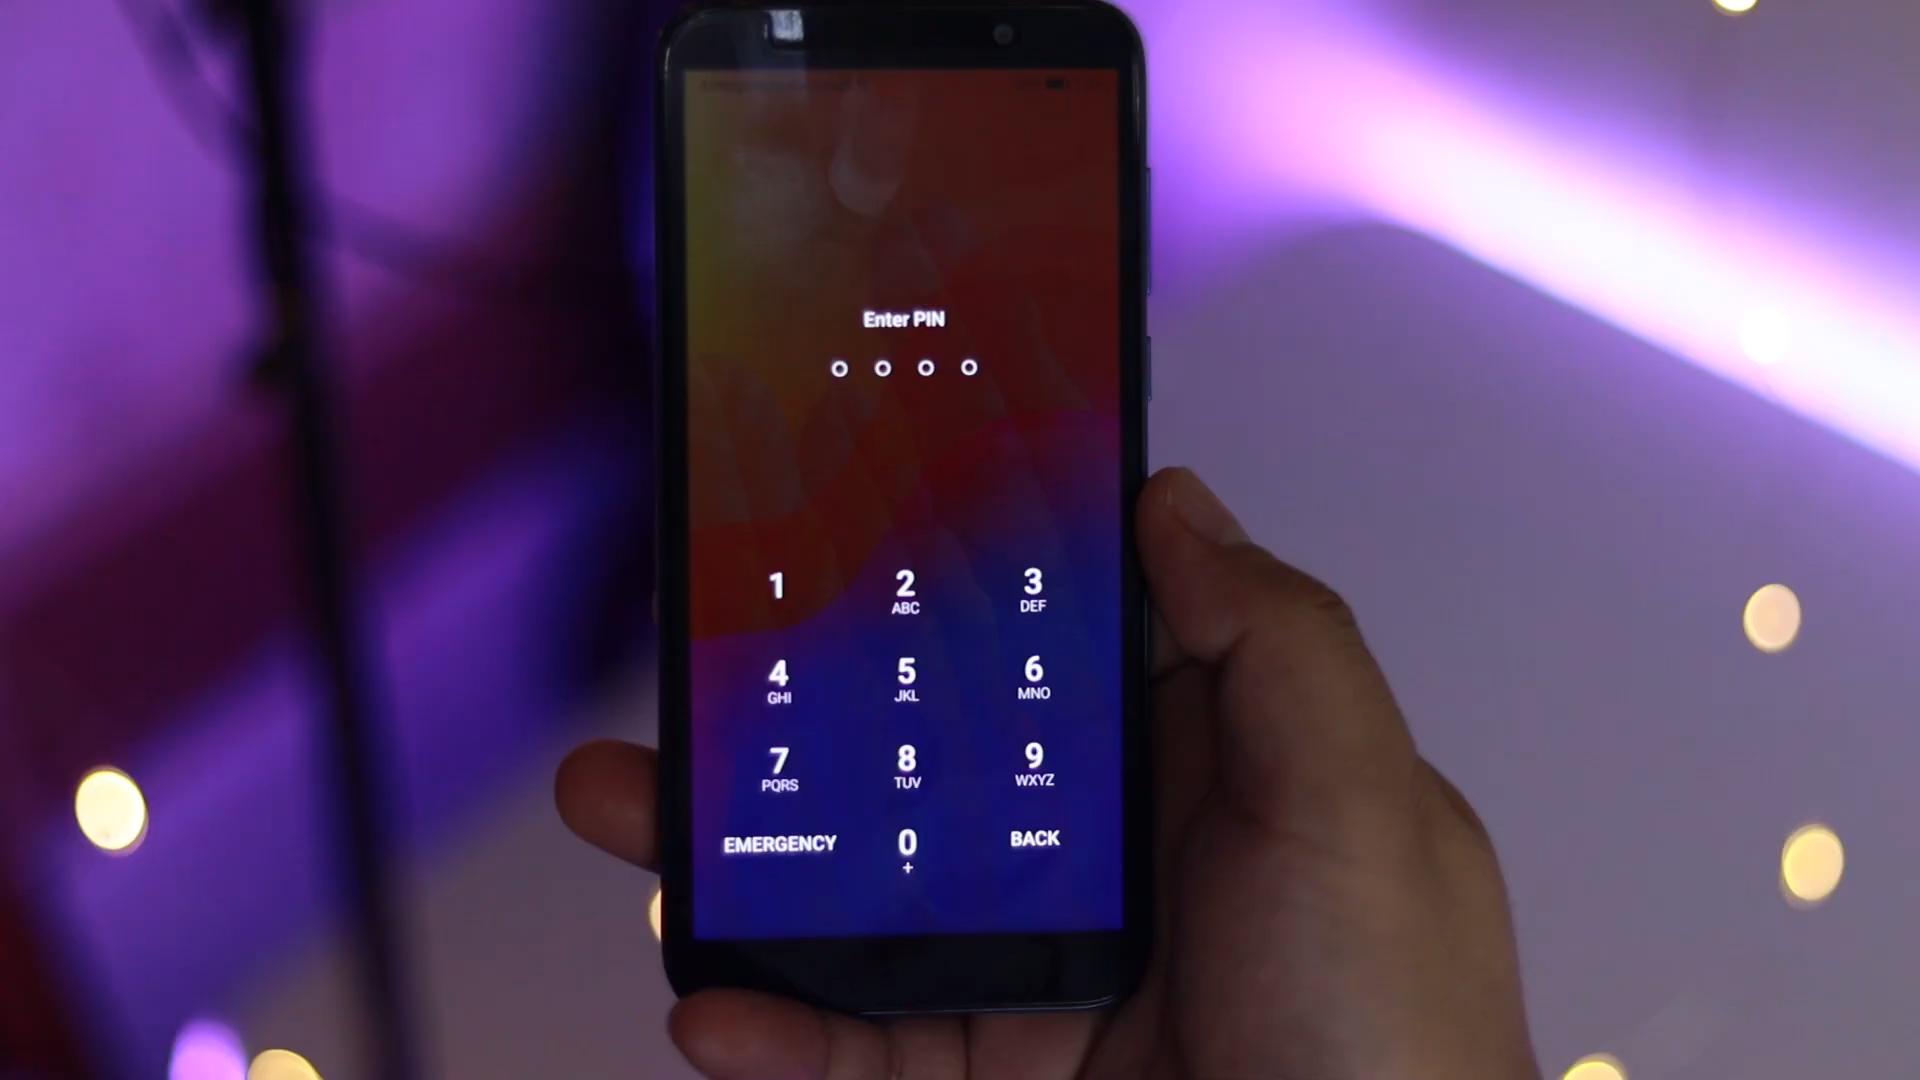 Enter PIN
1
2
ABC
3
DEF
4
GHI
5
JKL
6
MNO
7
PQRS
8
TUV
9
WXYZ
EMERGENCY
0
+
BACK